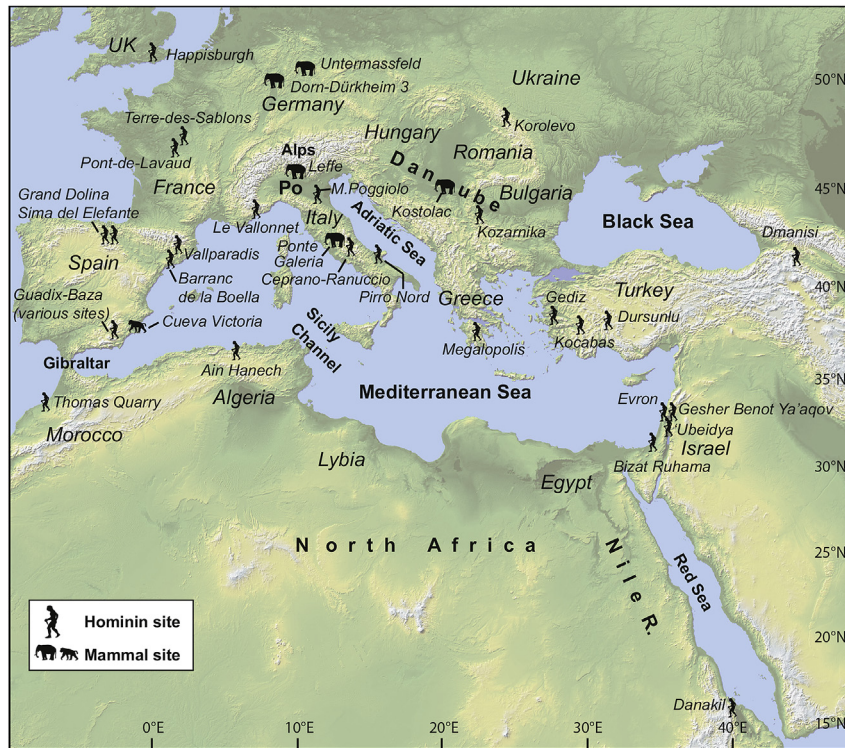 UK
Happisburgh
Untermassfeld
Dorn-Dürkheim 3
Germany
Ukraine
50°N
Terre-des-Sablons
Pont-de-Lavaud
France
Alps
Leffe
Po
M.Poggiolo
Hungary
Korolevo
Romania
Danube
Kostolac
Bulgaria
Kozarnika
45°N
Grand Dolina
Sima del Elefante
Le Vallonnet
Italy
Adriatic Sea
Black Sea
Dmanisi
Vallparadis
Spain
Barranc
de la Boella
Ponte
Galeria
Ceprano-Ranuccio
Pirro Nord
Greece
Gediz
Turkey
40°N
Guadix-Baza
(various sites)
Cueva Victoria
Sicily
Channel
Megalopolis
Kocabas
Dursunlu
Gibraltar
Ain Hanech
Algeria
Mediterranean Sea
35°N
Thomas Quarry
Morocco
Evron
Gesher Benot Ya'aqov
Ubeidya
Israel
Bizat Ruhama
Lybia
Egypt
30°N
North Africa
Nile R.
Red Sea
25°N
Hominin site
Mammal site
20°N
Danakil
15°N
0°E
10°E
20°E
30°E
40°E